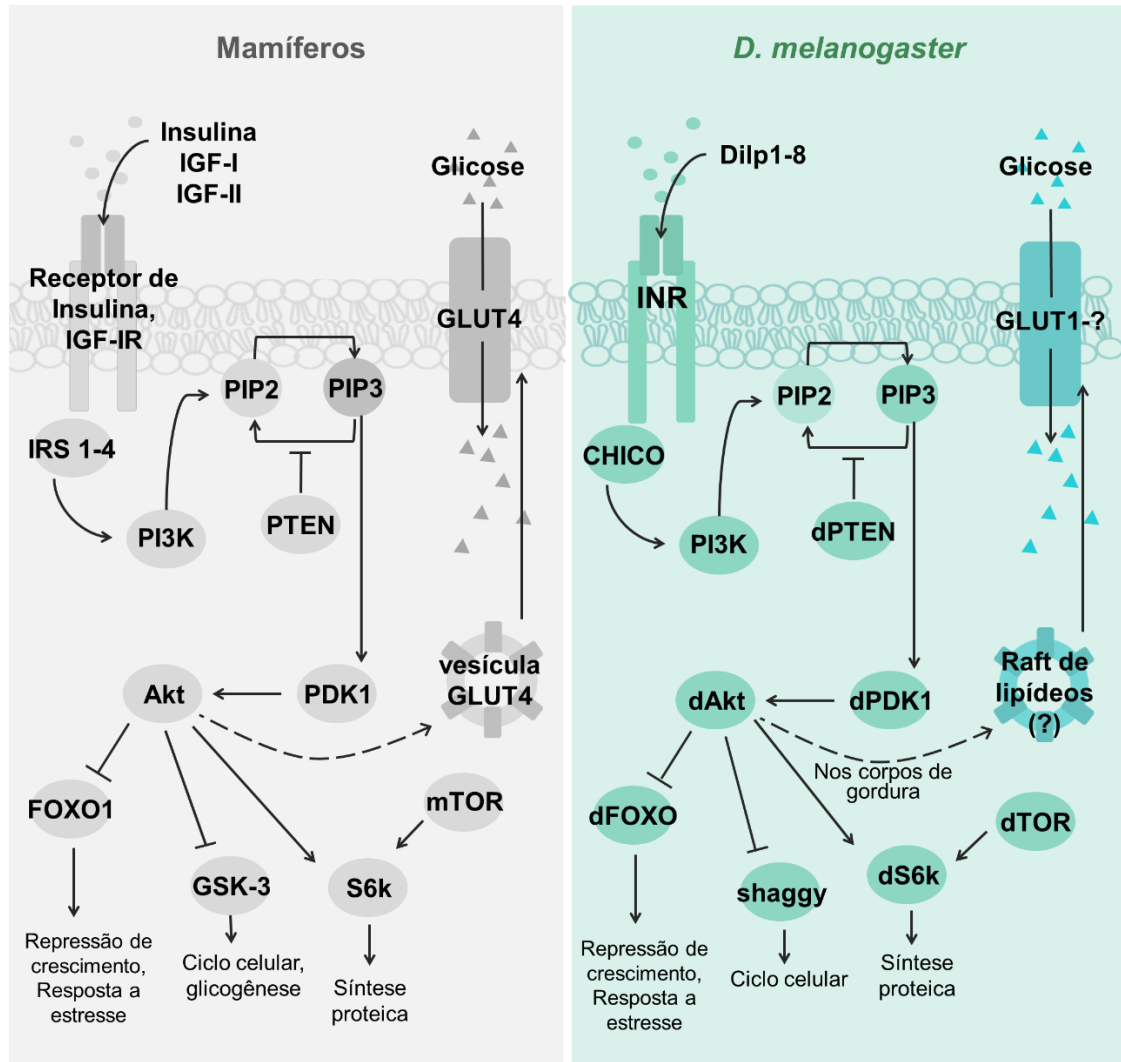 Mamíferos
Insulina
IGF-I
IGF-II
Glicose
Receptor de
Insulina,
IGF-IR
GLUT4
PIP2
PIP3
IRS 1-4
PI3K
PTEN
vesícula
GLUT4
Akt
PDK1
FOXO1
mTOR
GSK-3
S6k
Repressão de
crescimento,
Resposta a
estresse
Ciclo celular,
glicogênese
Síntese
proteica
D. melanogaster
Dilp1-8
Glicose
INR
GLUT1-?
PIP2
PIP3
CHICO
PI3K
dPTEN
Raft de
lipídeos
(?)
dAkt
dPDK1
Nos corpos de
gordura
dFOXO
dTOR
shaggy
dS6k
Repressão de
crescimento,
Resposta a
estresse
Ciclo celular
Síntese
proteica